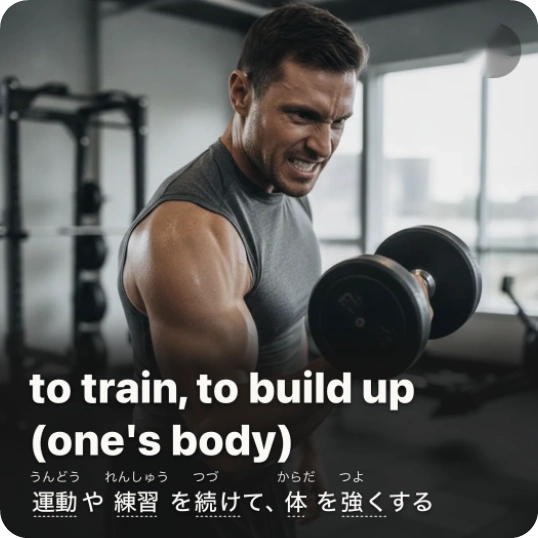 to train, to build up
(one's body)
うんどう れんしゅう つづ からだ つよ
運動や練習を続けて、体を強くする